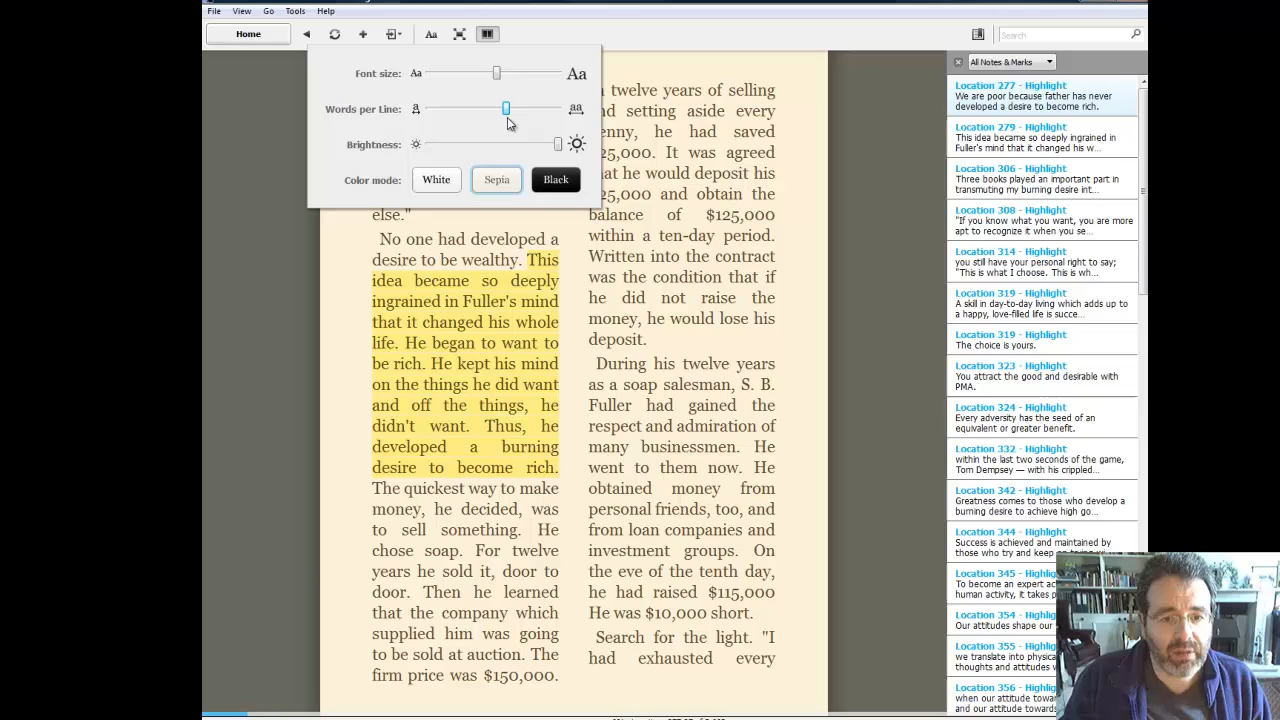 File View Go Tools Help
Home Aa Search
Font size: Aa Aa
Words per Line: a aa
Brightness:
Color mode: White Sepia Black
else."
No one had developed a
desire to be wealthy. This
idea became so deeply
ingrained in Fuller's mind
that it changed his whole
life. He began to want to
be rich. He kept his mind
on the things he did want
and off the things, he
didn't want. Thus, he
developed a burning
desire to become rich.
The quickest way to make
money, he decided, was
to sell something. He
chose soap. For twelve
years he sold it, door to
door. Then he learned
that the company which
supplied him was going
to be sold at auction. The
firm price was $150,000.
twelve years of selling
setting aside every
he had saved
It was agreed
he would deposit his
and obtain the
balance of $125,000
within a ten-day period.
Written into the contract
was the condition that if
he did not raise the
money, he would lose his
deposit.
During his twelve years
as a soap salesman, S. B.
Fuller had gained the
respect and admiration of
many businessmen. He
went to them now. He
obtained money from
personal friends, too, and
from loan companies and
investment groups. On
the eve of the tenth day,
he had raised $115,000
He was $10,000 short.
Search for the light. "I
had exhausted every
All Notes & Marks
Location 277 - Highlight
We are poor because father has never
developed a desire to become rich.
Location 279 - Highlight
This idea became so deeply ingrained in
Fuller's mind that it changed his w...
Location 306 - Highlight
Three books played an important part in
transmuting my burning desire int...
Location 308 - Highlight
"If you know what you want, you are more
apt to recognize it when you se...
Location 314 - Highlight
you still have your personal right to say;
"This is what I choose. This is wh...
Location 319 - Highlight
A skill in day-to-day living which adds up to
a happy, love-filled life is succe...
Location 319 - Highlight
The choice is yours.
Location 323 - Highlight
You attract the good and desirable with
PMA.
Location 324 - Highlight
Every adversity has the seed of an
equivalent or greater benefit.
Location 332 - Highlight
within the last two seconds of the game,
Tom Dempsey — with his crippled...
Location 342 - Highlight
Greatness comes to those who develop a
burning desire to achieve high go...
Location 344 - Highlight
Success is achieved and maintained by
those who try and keep on trying
Location 345 -
To become an expert
human activity, it takes
Location 354
Our attitudes shape our
Location 355
we translate into
thoughts and attitudes
Location 356
when our attitude
and our attitude